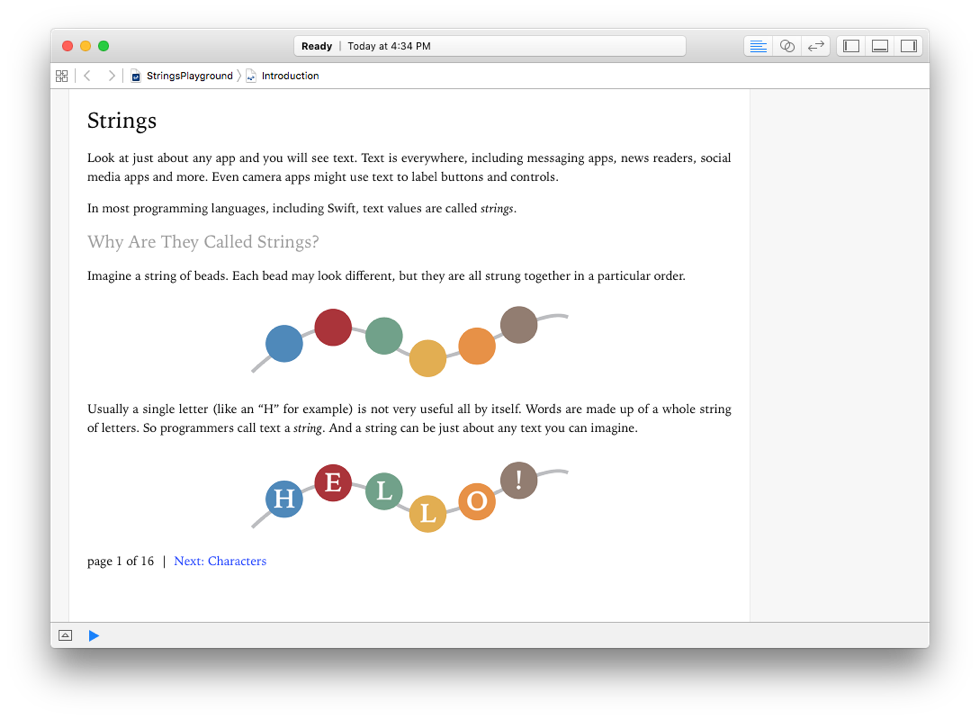 Ready | Today at 4:34 PM
StringsPlayground 〉 Introduction
Strings
Look at just about any app and you will see text. Text is everywhere, including messaging apps, news readers, social
media apps and more. Even camera apps might use text to label buttons and controls.
In most programming languages, including Swift, text values are called strings.
Why Are They Called Strings?
Imagine a string of beads. Each bead may look different, but they are all strung together in a particular order.
Usually a single letter (like an “H” for example) is not very useful all by itself. Words are made up of a whole string
of letters. So programmers call text a string. And a string can be just about any text you can imagine.
H E L L O !
page 1 of 16 | Next: Characters